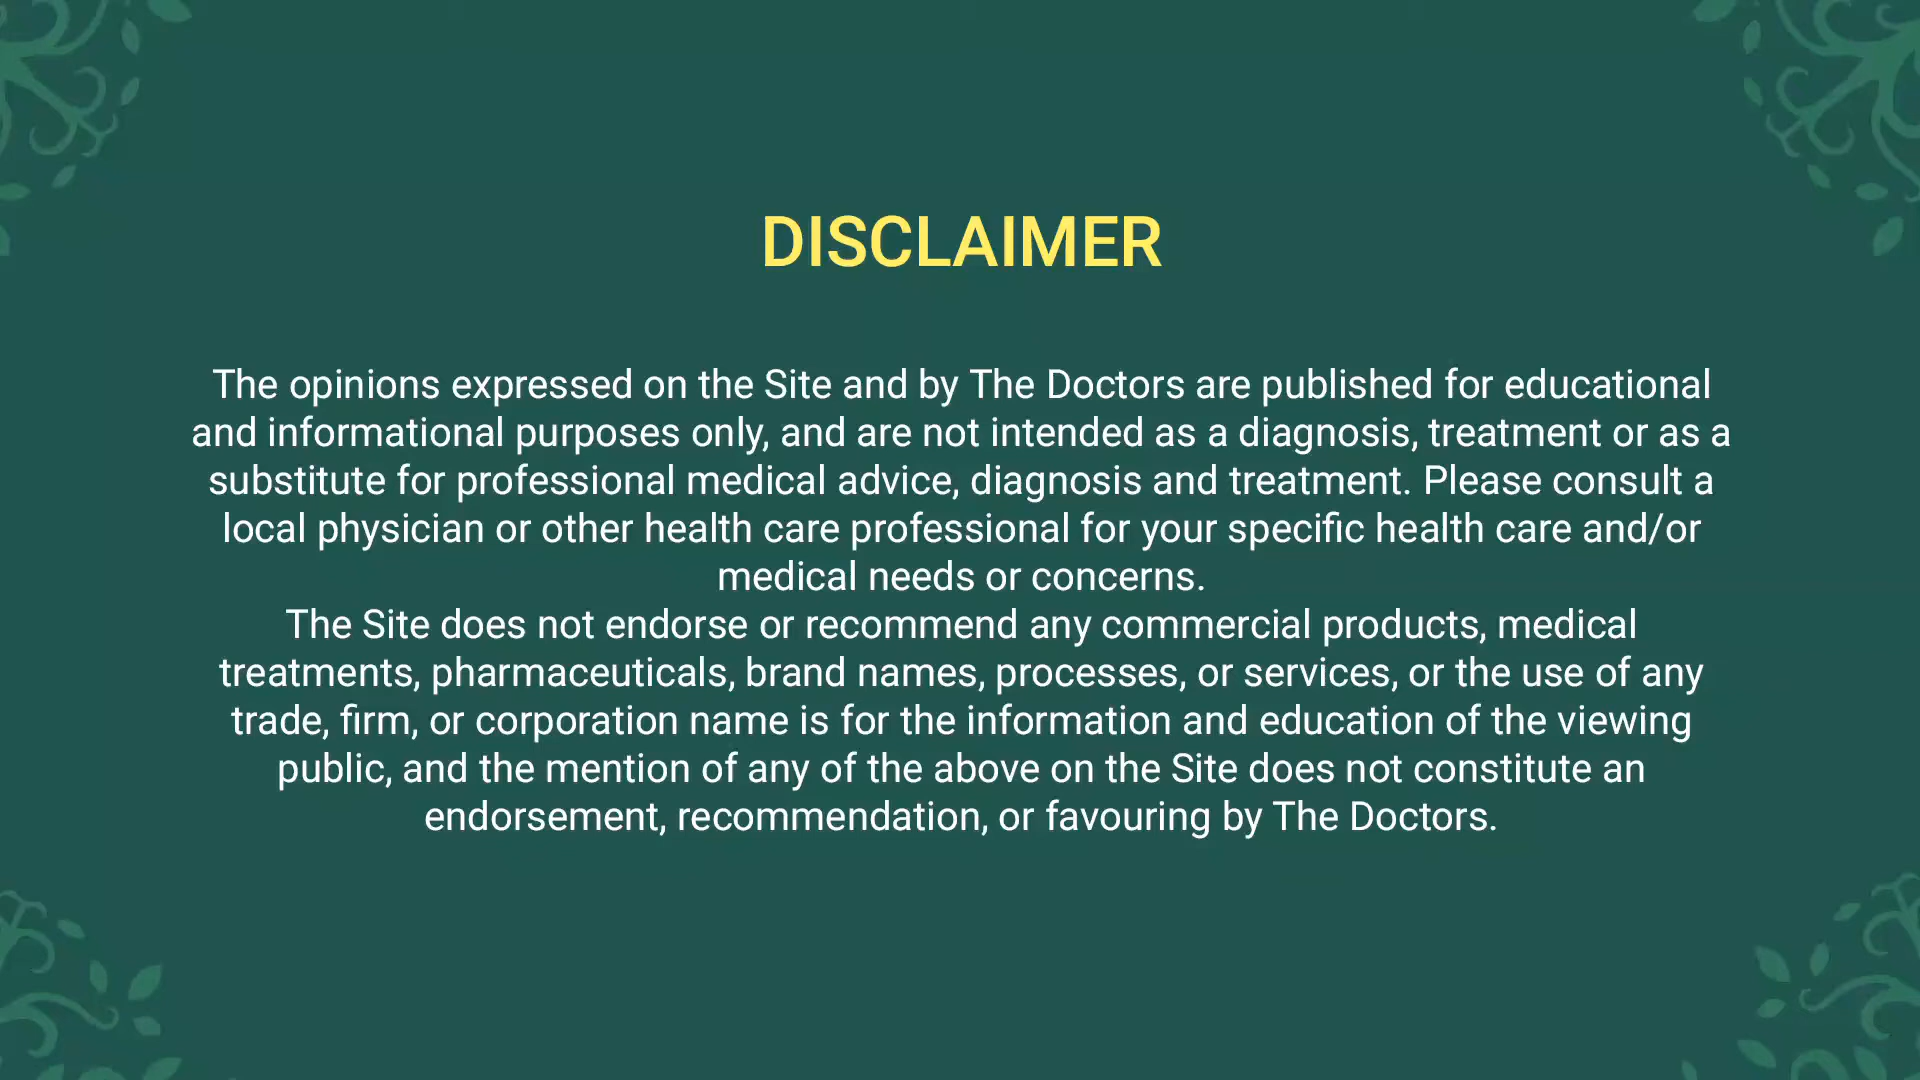 DISCLAIMER
The opinions expressed on the Site and by The Doctors are published for educational
and informational purposes only, and are not intended as a diagnosis, treatment or as a
substitute for professional medical advice, diagnosis and treatment. Please consult a
local physician or other health care professional for your specific health care and/or
medical needs or concerns.
The Site does not endorse or recommend any commercial products, medical
treatments, pharmaceuticals, brand names, processes, or services, or the use of any
trade, firm, or corporation name is for the information and education of the viewing
public, and the mention of any of the above on the Site does not constitute an
endorsement, recommendation, or favouring by The Doctors.